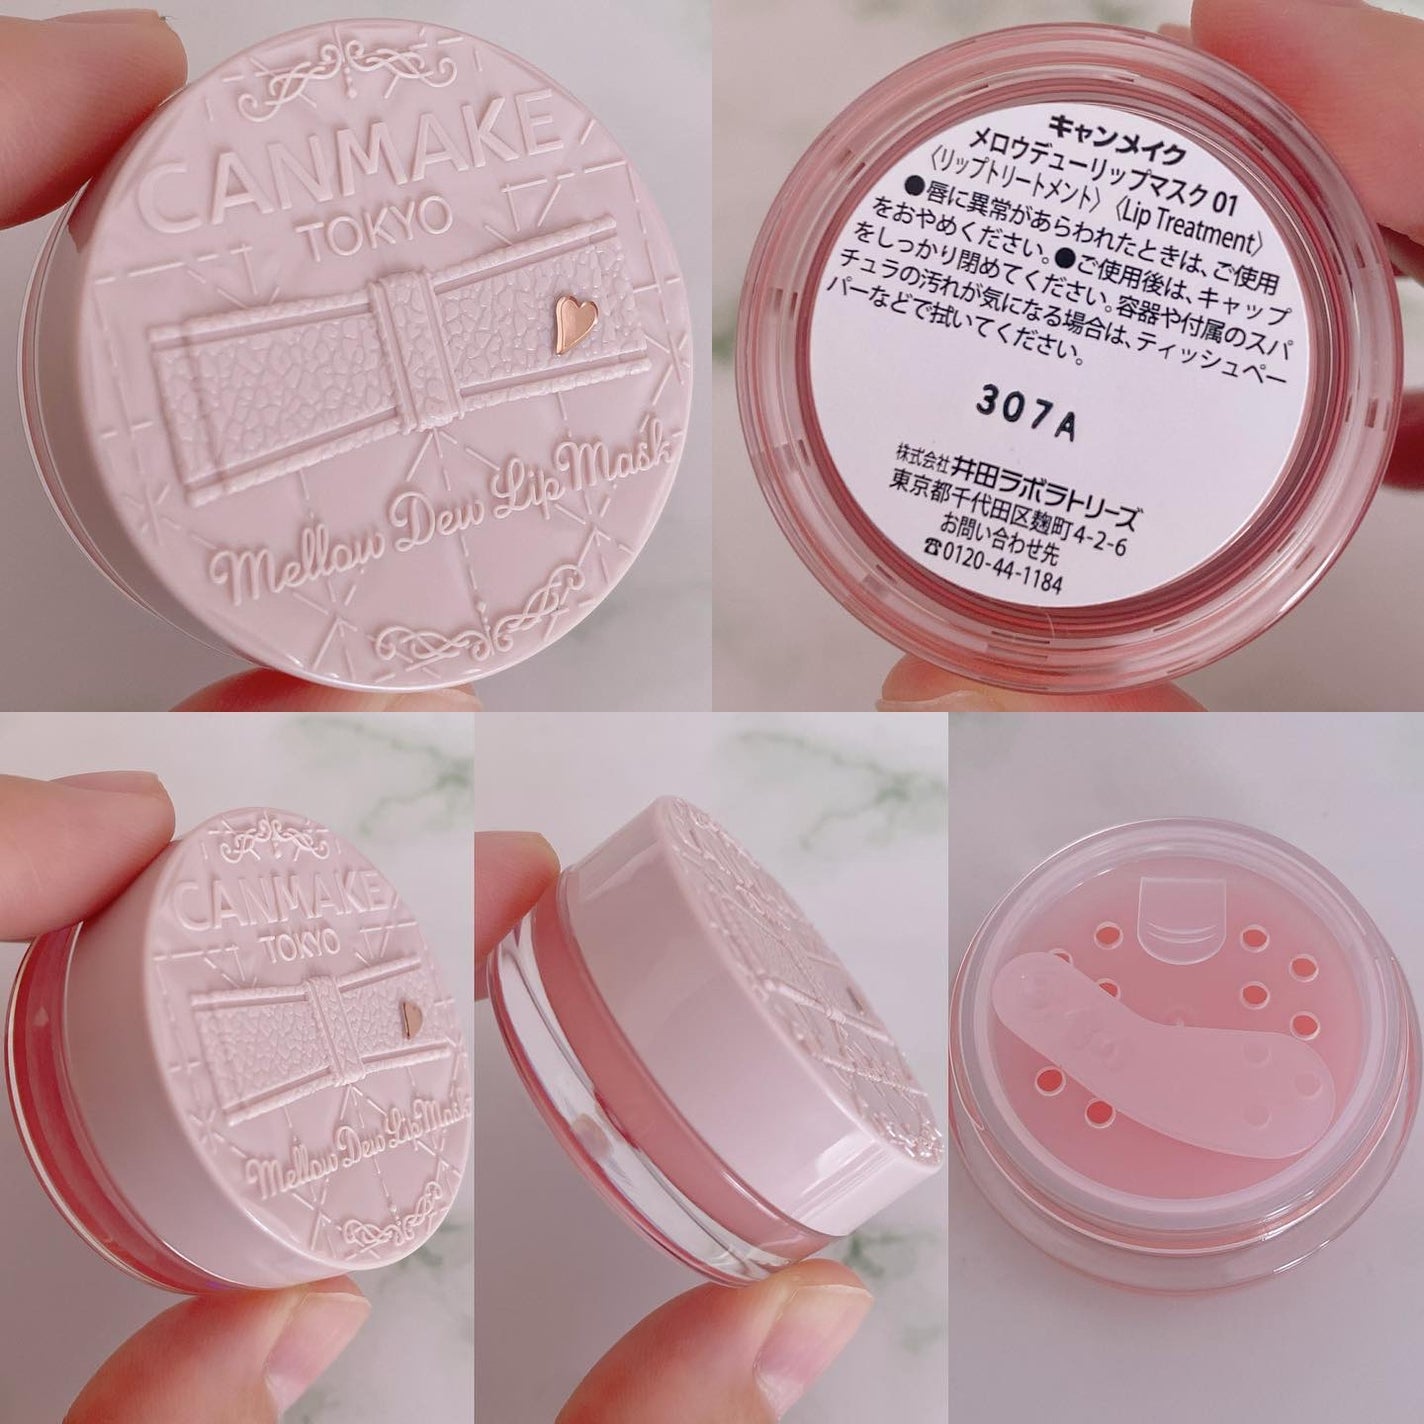 CANMAKE
TOKYO
Mellow Dew Lip Mask
キャンメイク
メロウデューリップマスク 01
〈リップトリートメント〉〈Lip Treatment〉
●唇に異常があらわれたときは、ご使用
をおやめください。●ご使用後は、キャップ
をしっかり閉めてください。容器や付属のスパ
チュラの汚れが気になる場合は、ティッシュペー
パーなどで拭いてください。
307A
株式会社 井田ラボラトリーズ
東京都千代田区麹町4-2-6
お問い合わせ先
☎0120-44-1184
CANMAKE
TOKYO
Mellow Dew Lip Mask